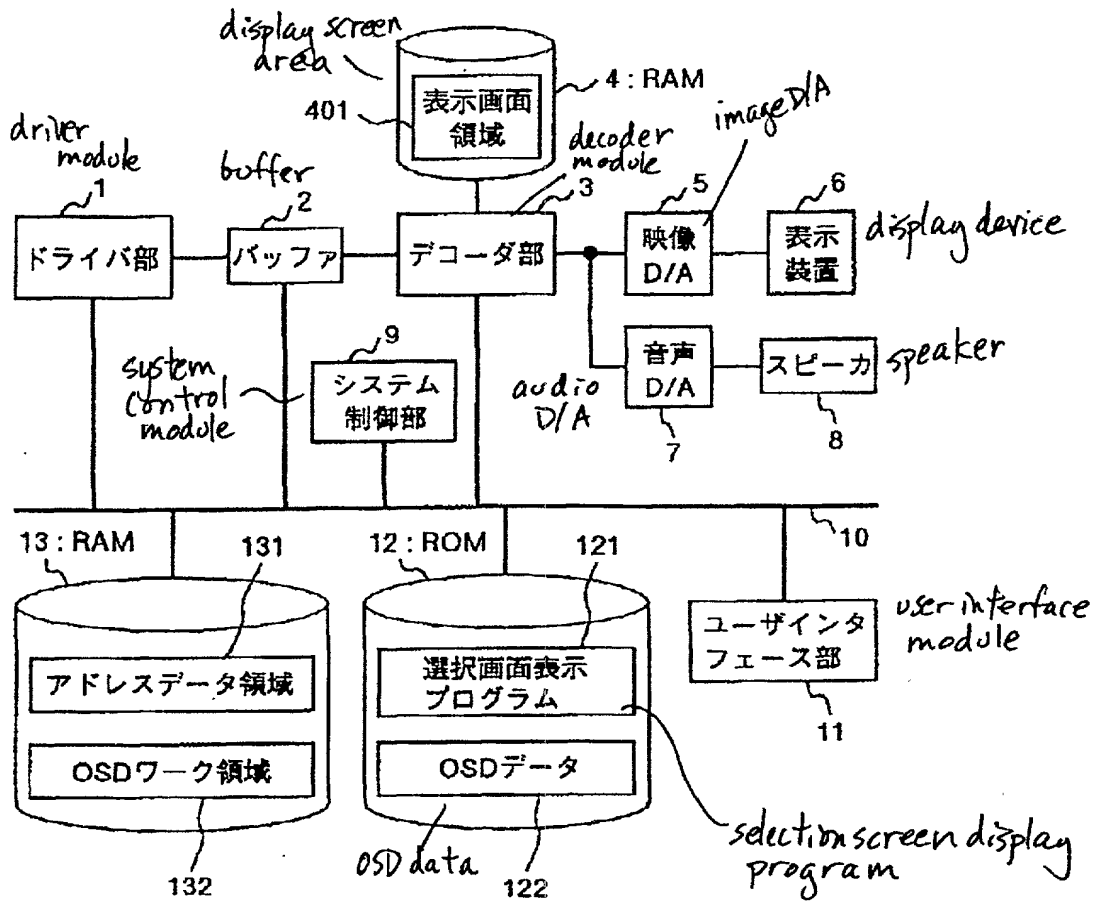 display screen
area
4 : RAM
401
表示画面
領域
image D/A
driver
module
1
buffer
2
decoder
module
3
5
6
ドライバ部
バッファ
デコーダ部
映像
D/A
表示
装置
display device
9
system
control
module
システム
制御部
audio
D/A
音声
D/A
7
スピーカ
speaker
8
10
13 : RAM
131
12 : ROM
121
アドレスデータ領域
OSDワーク領域
132
選択画面表示
プログラム
OSDデータ
OSD data
122
ユーザインタ
フェース部
11
user interface
module
selection screen display
program